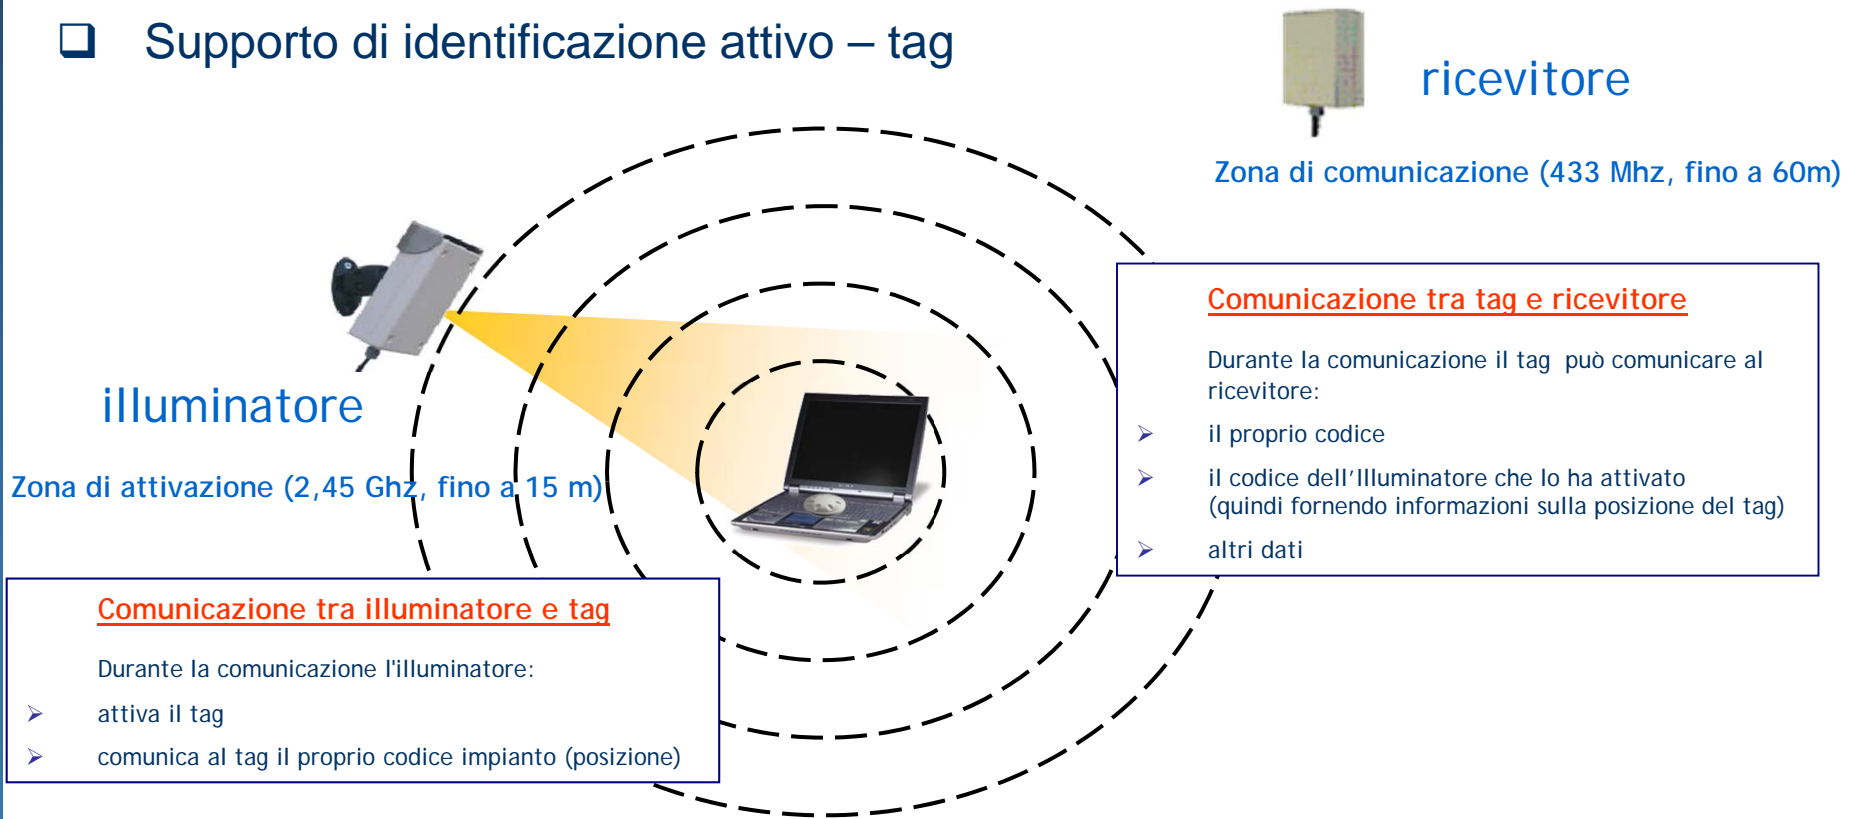 Supporto di identificazione attivo – tag
ricevitore
Zona di comunicazione (433 Mhz, fino a 60m)
Comunicazione tra tag e ricevitore
Durante la comunicazione il tag può comunicare al
ricevitore:
il proprio codice
il codice dell’Illuminatore che lo ha attivato
(quindi fornendo informazioni sulla posizione del tag)
altri dati
illuminatore
Zona di attivazione (2,45 Ghz, fino a 15 m)
Comunicazione tra illuminatore e tag
Durante la comunicazione l'illuminatore:
attiva il tag
comunica al tag il proprio codice impianto (posizione)